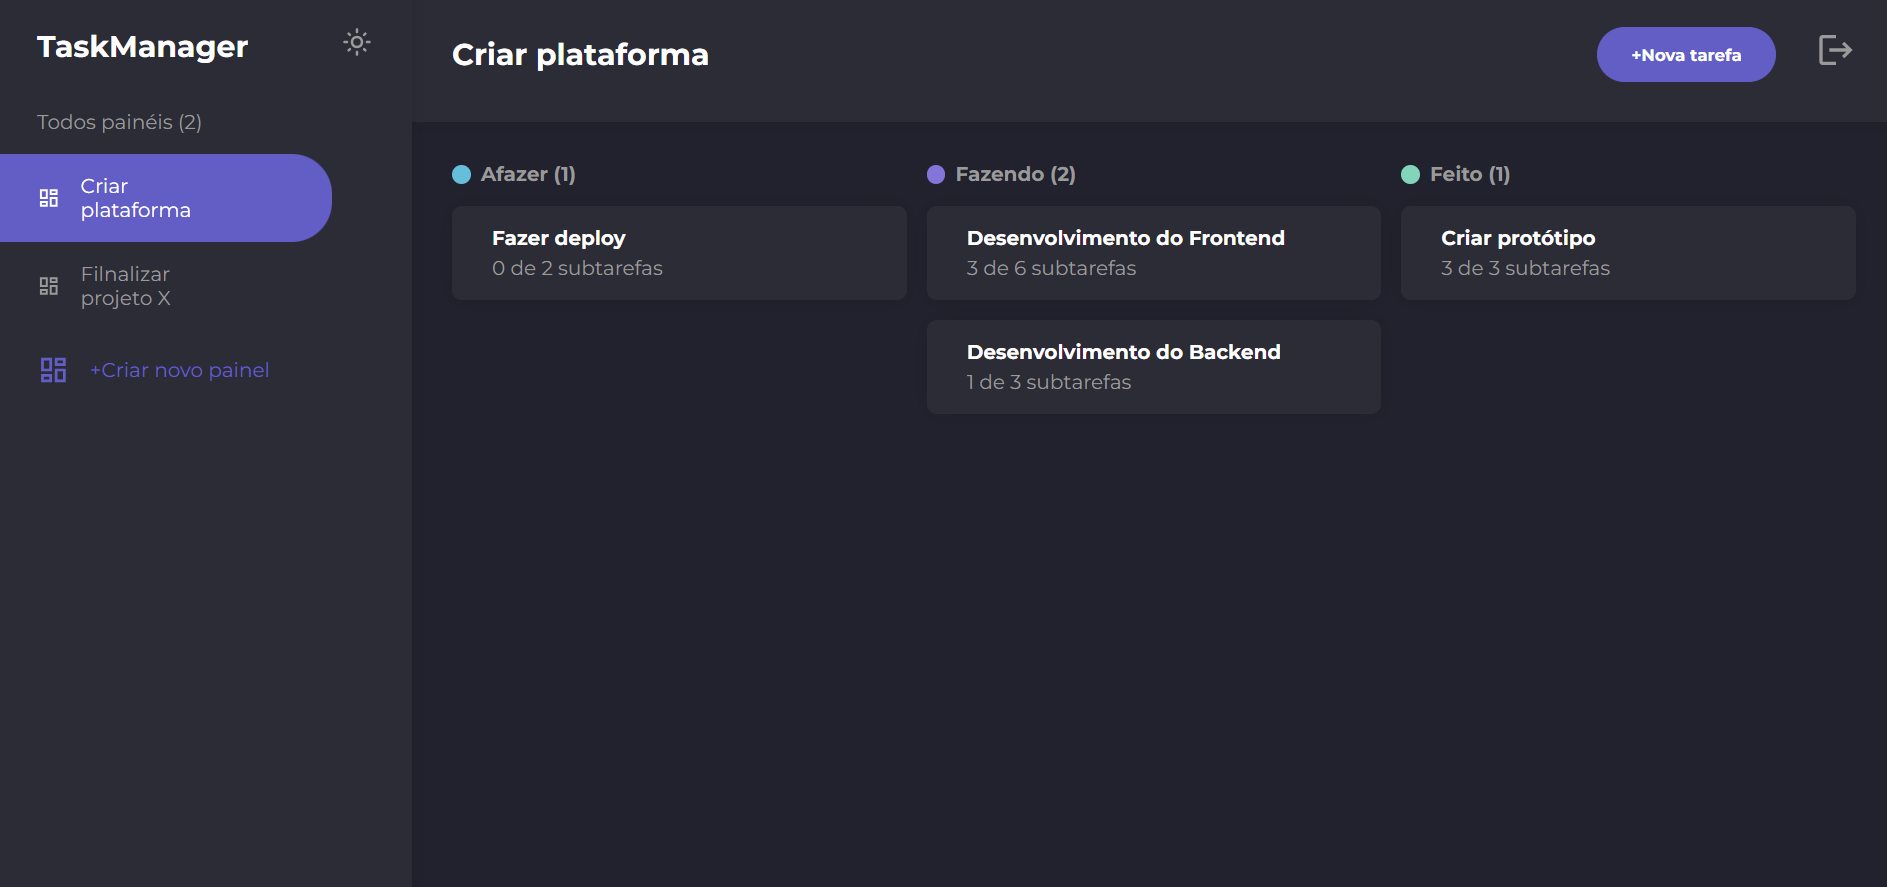 TaskManager
Todos painéis (2)
Criar
plataforma
Filnalizar
projeto X
+Criar novo painel
Criar plataforma
+Nova tarefa
Afazer (1)
Fazer deploy
0 de 2 subtarefas
Fazendo (2)
Desenvolvimento do Frontend
3 de 6 subtarefas
Desenvolvimento do Backend
1 de 3 subtarefas
Feito (1)
Criar protótipo
3 de 3 subtarefas